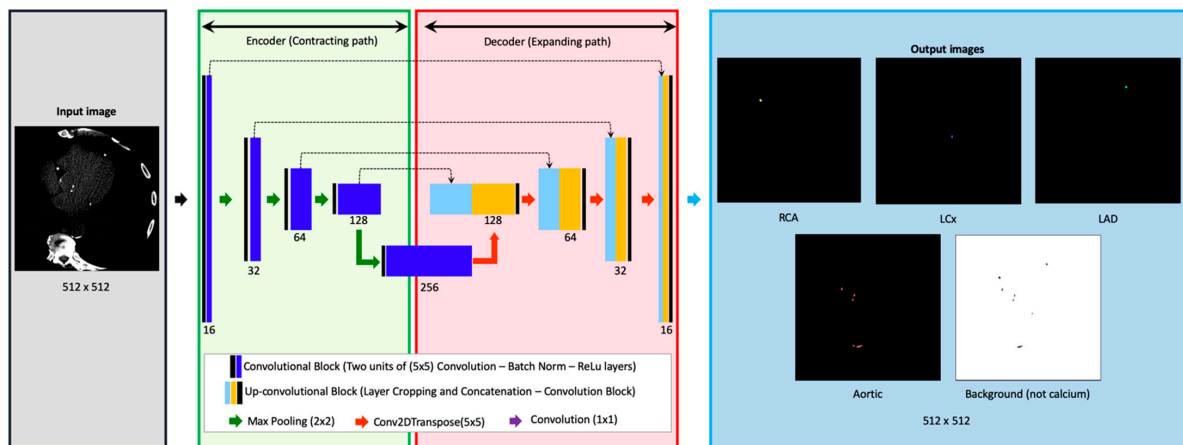 Encoder (Contracting path)
Decoder (Expanding path)
Output images
Input image
512 x 512
16
32
64
128
256
128
64
32
16
RCA
LCx
LAD
Aortic
Background (not calcium)
512 x 512
Convolutional Block (Two units of (5x5) Convolution – Batch Norm – ReLu layers)
Up-convolutional Block (Layer Cropping and Concatenation – Convolution Block)
Max Pooling (2x2)
Conv2DTranspose(5x5)
Convolution (1x1)